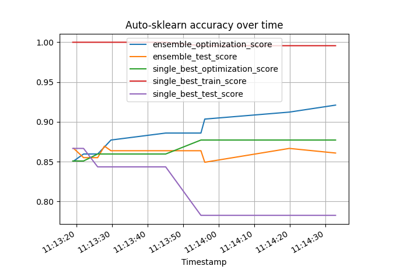 Auto-sklearn accuracy over time
1.00
0.95
0.90
0.85
0.80
ensemble_optimization_score
ensemble_test_score
single_best_optimization_score
single_best_train_score
single_best_test_score
11:13:20
11:13:30
11:13:40
11:13:50
11:14:00
11:14:10
11:14:20
11:14:30
Timestamp